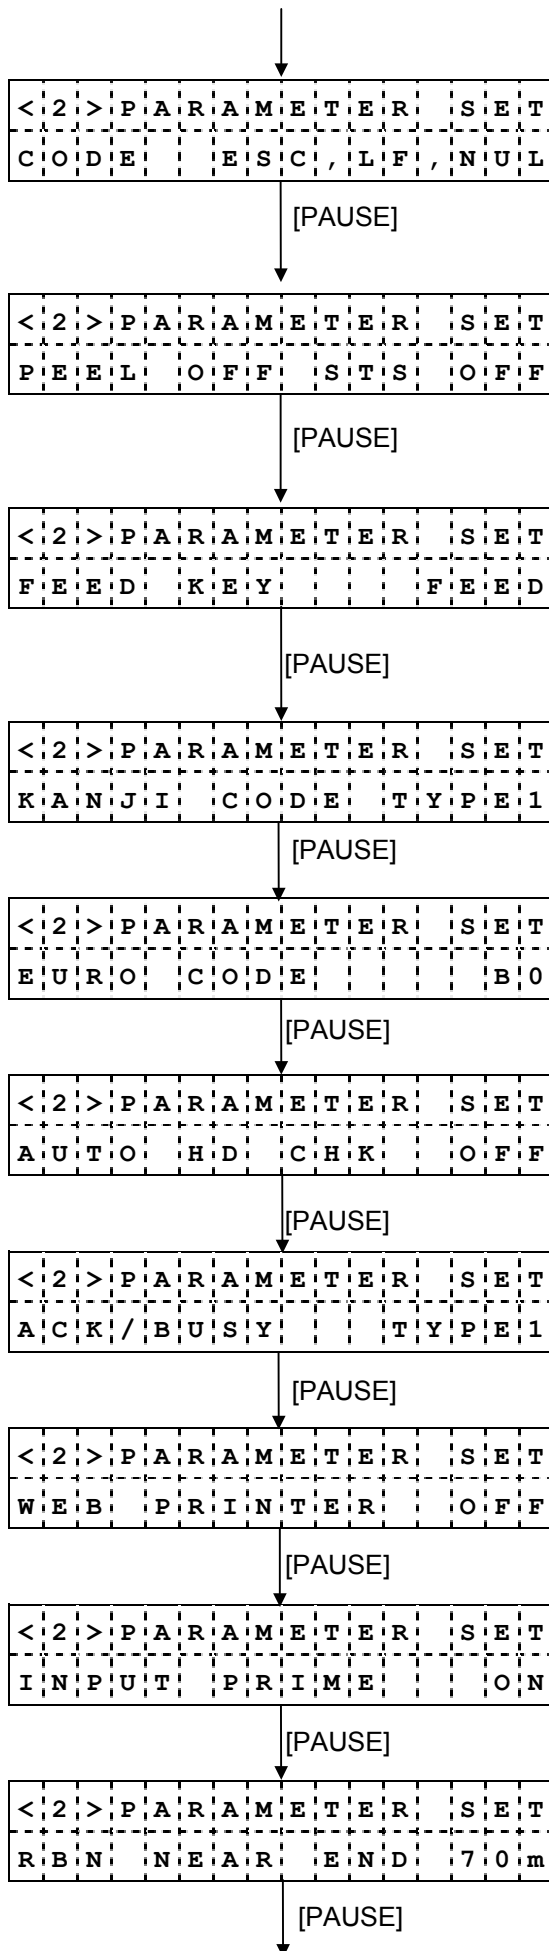 <2>PARAMETER SET
CODE  ESC,LF,NUL
[PAUSE]
<2>PARAMETER SET
PEEL OFF STS OFF
[PAUSE]
<2>PARAMETER SET
FEED KEY    FEED
[PAUSE]
<2>PARAMETER SET
KANJI CODE TYPE1
[PAUSE]
<2>PARAMETER SET
EURO CODE     B0
[PAUSE]
<2>PARAMETER SET
AUTO HD CHK  OFF
[PAUSE]
<2>PARAMETER SET
ACK/BUSY   TYPE1
[PAUSE]
<2>PARAMETER SET
WEB PRINTER  OFF
[PAUSE]
<2>PARAMETER SET
INPUT PRIME   ON
[PAUSE]
<2>PARAMETER SET
RBN NEAR END 70m
[PAUSE]